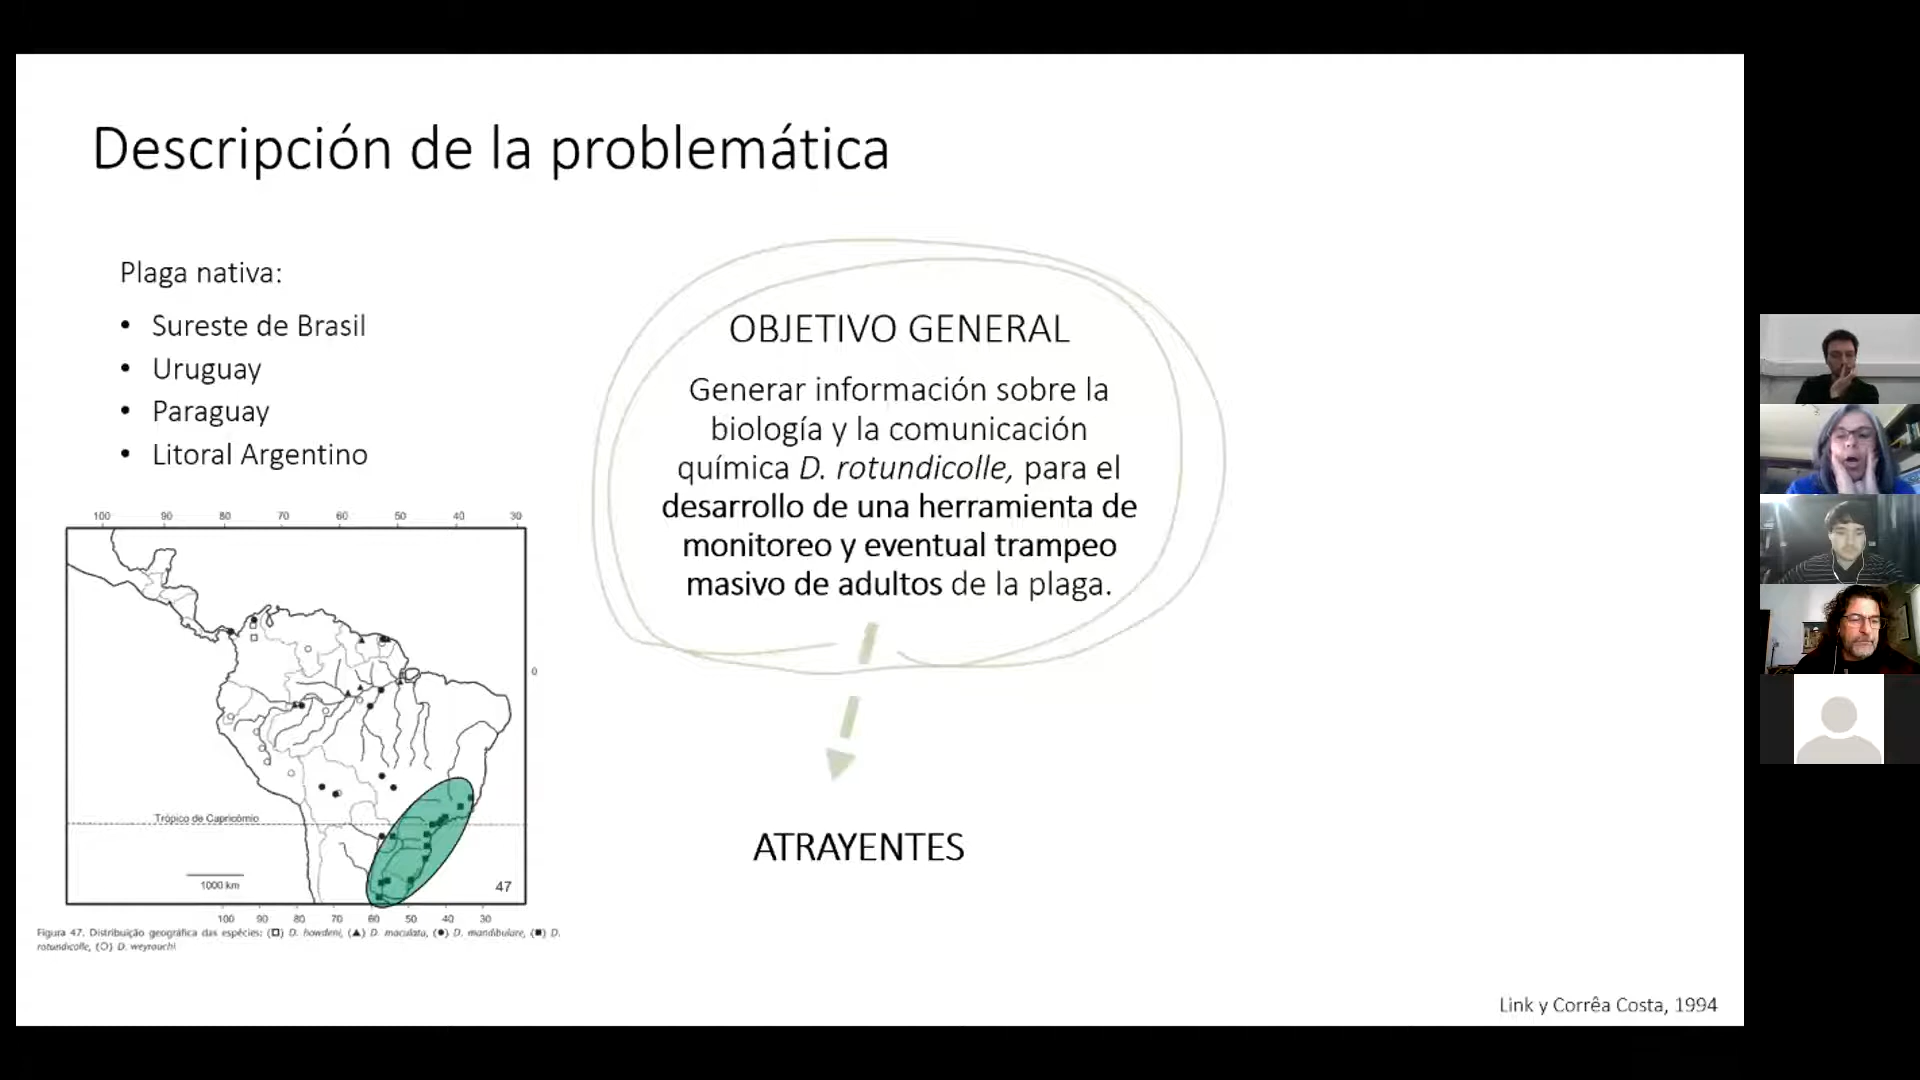 Descripción de la problemática
Plaga nativa:
• Sureste de Brasil
• Uruguay
• Paraguay
• Litoral Argentino
OBJETIVO GENERAL
Generar información sobre la
biología y la comunicación
química D. rotundicolle, para el
desarrollo de una herramienta de
monitoreo y eventual trampeo
masivo de adultos de la plaga.
ATRAYENTES
100 90 80 70 60 50 40 30
0
Trópico de Capricórnio
1000 km
47
100 90 80 70 60 50 40 30
Figura 47. Distribuição geográfica das espécies: (□) D. howdeni, (▲) D. maculata, (●) D. mandibulare, (■) D.
rotundicolle, (○) D. weyrauchi
Link y Corrêa Costa, 1994